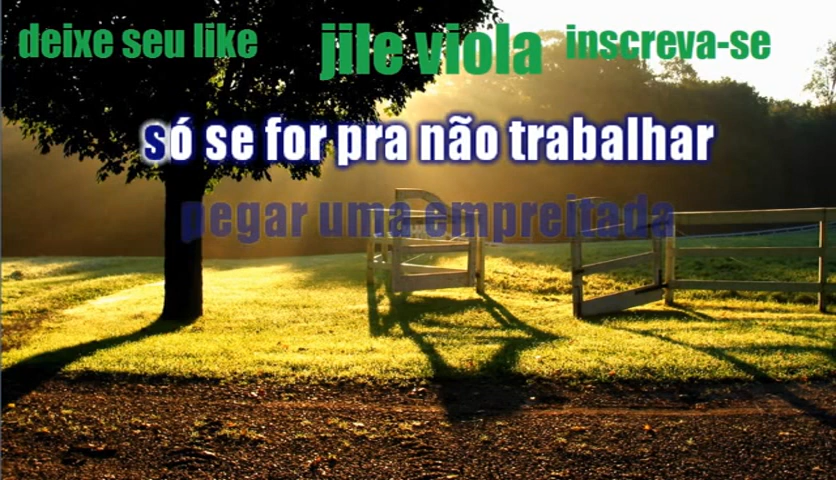 deixe seu like jile viola inscreva-se
só se for pra não trabalhar
pegar uma empreitada